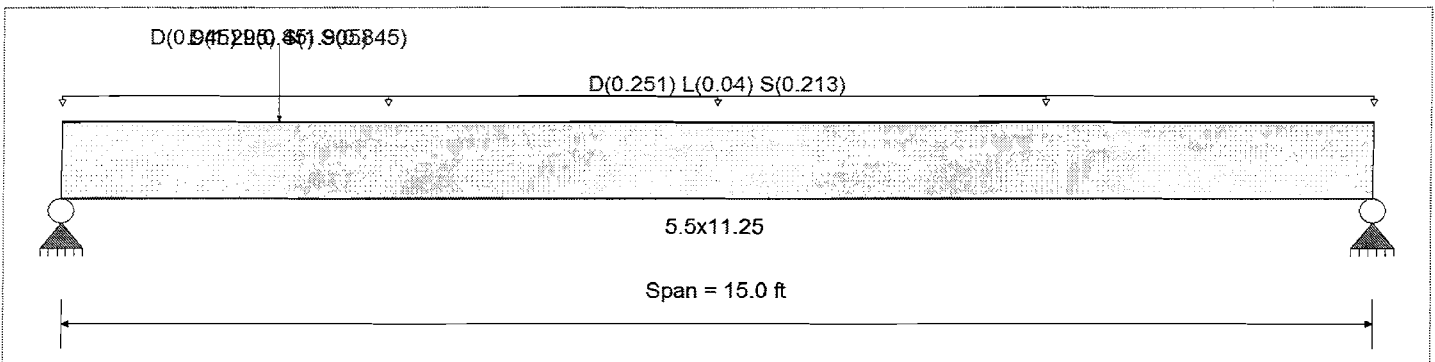 D(0.251) L(0.04) S(0.213)
5.5x11.25
Span = 15.0 ft